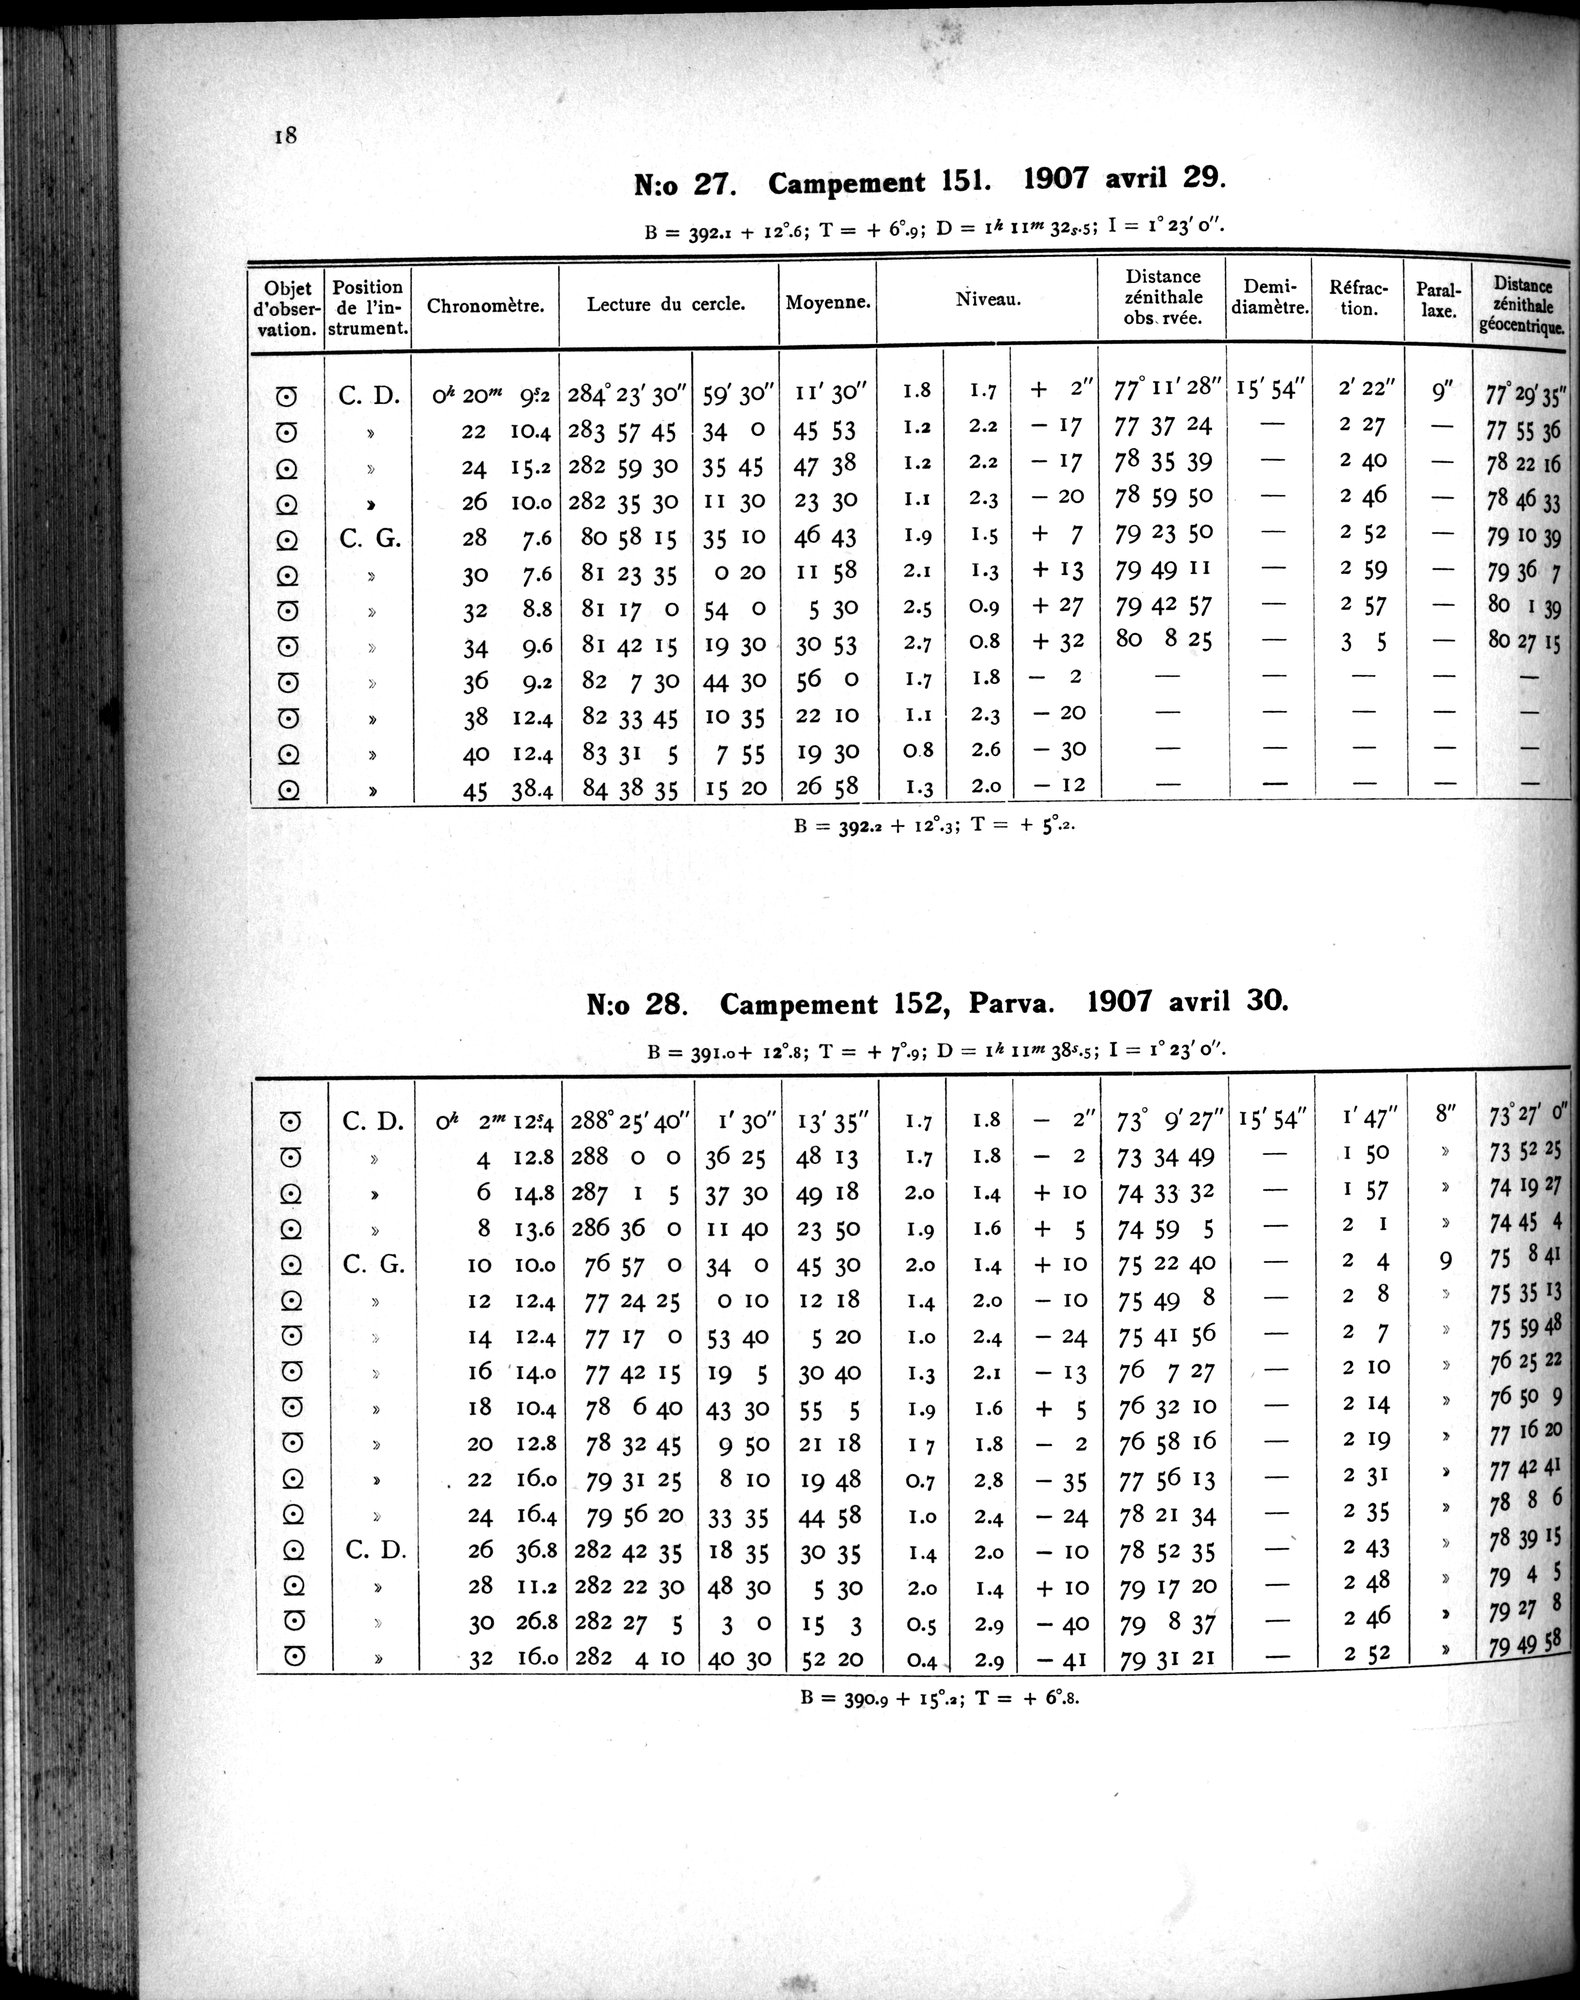 18
N:o 27. Campement 151. 1907 avril 29.
B = 392.1 + 12°.6; T = + 6°.9; D = 1h 11m 32s.5; I = 1° 23' 0".
Objet d'obser-vation. Position de l'in-strument. Chronomètre. Lecture du cercle. Moyenne. Niveau. Distance zénithale obs rvée. Demi-diamètre. Réfrac-tion. Paral-laxe. Distance zénithale géocentrique.
C. D. 0h 20m 9s.2 284° 23' 30" 59' 30" 11' 30" 1.8 1.7 + 2" 77° 11' 28" 15' 54" 2' 22" 9" 77° 29' 35"
» 22 10.4 283 57 45 34 0 45 53 1.2 2.2 — 17 77 37 24 — 2 27 — 77 55 36
» 24 15.2 282 59 30 35 45 47 38 1.2 2.2 — 17 78 35 39 — 2 40 — 78 22 16
» 26 10.0 282 35 30 11 30 23 30 1.1 2.3 — 20 78 59 50 — 2 46 — 78 46 33
C. G. 28 7.6 80 58 15 35 10 46 43 1.9 1.5 + 7 79 23 50 — 2 52 — 79 10 39
» 30 7.6 81 23 35 0 20 11 58 2.1 1.3 + 13 79 49 11 — 2 59 — 79 36 7
» 32 8.8 81 17 0 54 0 5 30 2.5 0.9 + 27 79 42 57 — 2 57 — 80 1 39
» 34 9.6 81 42 15 19 30 30 53 2.7 0.8 + 32 80 8 25 — 3 5 — 80 27 15
» 36 9.2 82 7 30 44 30 56 0 1.7 1.8 — 2 — — — — —
» 38 12.4 82 33 45 10 35 22 10 1.1 2.3 — 20 — — — — —
» 40 12.4 83 31 5 7 55 19 30 0.8 2.6 — 30 — — — — —
» 45 38.4 84 38 35 15 20 26 58 1.3 2.0 — 12 — — — — —
B = 392.2 + 12°.3; T = + 5°.2.
N:o 28. Campement 152, Parva. 1907 avril 30.
B = 391.0 + 12°.8; T = + 7°.9; D = 1h 11m 38s.5; I = 1° 23' 0".
C. D. 0h 2m 12s.4 288° 25' 40" 1' 30" 13' 35" 1.7 1.8 — 2" 73° 9' 27" 15' 54" 1' 47" 8" 73° 27' 0"
» 4 12.8 288 0 0 36 25 48 13 1.7 1.8 — 2 73 34 49 — 1 50 » 73 52 25
» 6 14.8 287 1 5 37 30 49 18 2.0 1.4 + 10 74 33 32 — 1 57 » 74 19 27
» 8 13.6 286 36 0 11 40 23 50 1.9 1.6 + 5 74 59 5 — 2 1 » 74 45 4
C. G. 10 10.0 76 57 0 34 0 45 30 2.0 1.4 + 10 75 22 40 — 2 4 9 75 8 41
» 12 12.4 77 24 25 0 10 12 18 1.4 2.0 — 10 75 49 8 — 2 8 » 75 35 13
» 14 12.4 77 17 0 53 40 5 20 1.0 2.4 — 24 75 41 56 — 2 7 » 75 59 48
» 16 14.0 77 42 15 19 5 30 40 1.3 2.1 — 13 76 7 27 — 2 10 » 76 25 22
» 18 10.4 78 6 40 43 30 55 5 1.9 1.6 + 5 76 32 10 — 2 14 » 76 50 9
» 20 12.8 78 32 45 9 50 21 18 1 7 1.8 — 2 76 58 16 — 2 19 » 77 16 20
» 22 16.0 79 31 25 8 10 19 48 0.7 2.8 — 35 77 56 13 — 2 31 » 77 42 41
» 24 16.4 79 56 20 33 35 44 58 1.0 2.4 — 24 78 21 34 — 2 35 » 78 8 6
C. D. 26 36.8 282 42 35 18 35 30 35 1.4 2.0 — 10 78 52 35 — 2 43 » 78 39 15
» 28 11.2 282 22 30 48 30 5 30 2.0 1.4 + 10 79 17 20 — 2 48 » 79 4 5
» 30 26.8 282 27 5 3 0 15 3 0.5 2.9 — 40 79 8 37 — 2 46 » 79 27 8
» 32 16.0 282 4 10 40 30 52 20 0.4 2.9 — 41 79 31 21 — 2 52 » 79 49 58
B = 390.9 + 15°.2; T = + 6°.8.